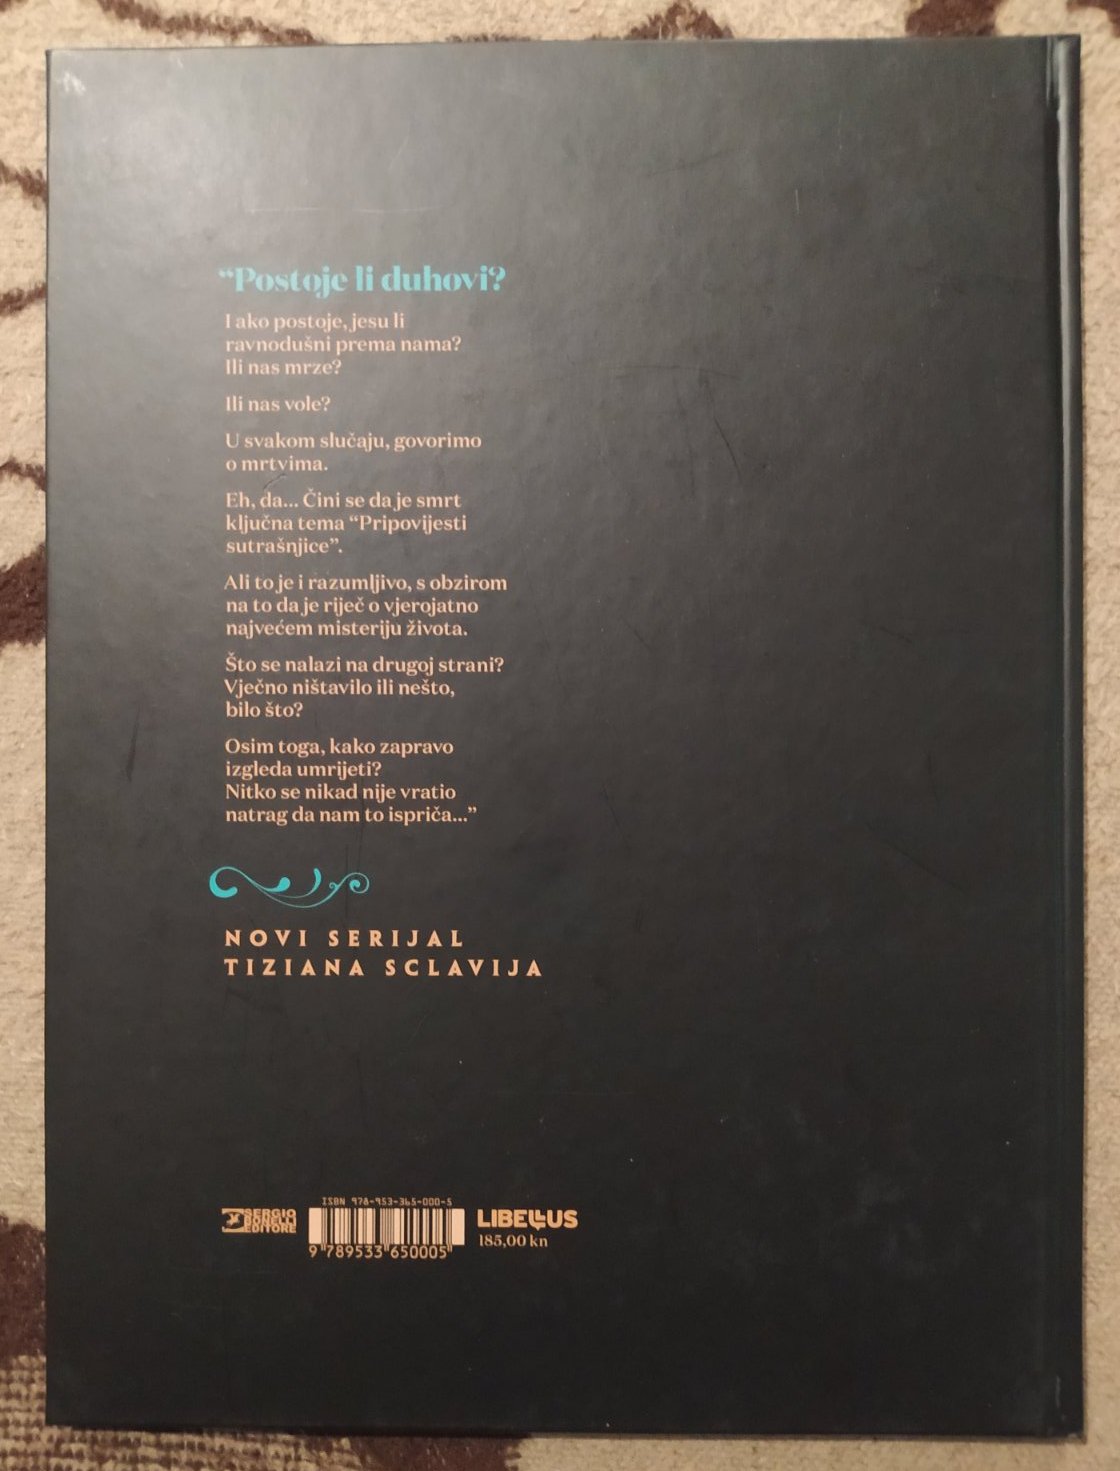 “Postoje li duhovi?
I ako postoje, jesu li
ravnodušni prema nama?
Ili nas mrze?
Ili nas vole?
U svakom slučaju, govorimo
o mrtvima.
Eh, da... Čini se da je smrt
ključna tema “Pripovijesti
sutrašnjice”.
Ali to je i razumljivo, s obzirom
na to da je riječ o vjerojatno
najvećem misteriju života.
Što se nalazi na drugoj strani?
Vječno ništavilo ili nešto,
bilo što?
Osim toga, kako zapravo
izgleda umrijeti?
Nitko se nikad nije vratio
natrag da nam to ispriča...”
NOVI SERIJAL
TIZIANA SCLAVIJA
SERGIO
BONELLI
EDITORE
ISBN 978-953-365-000-5
9 789533 650005
LIBELLUS
185,00 kn